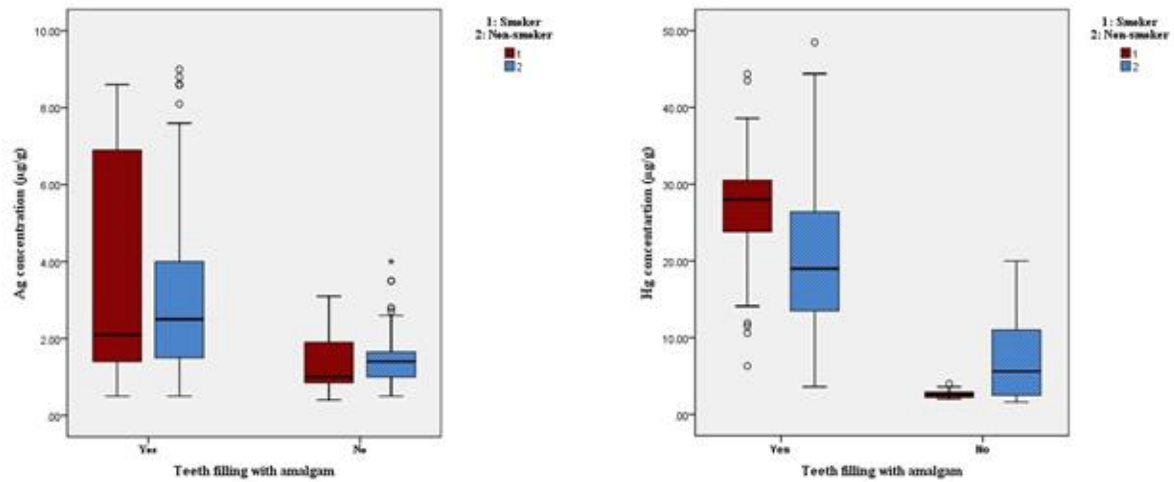 1: Smoker
2: Non-smoker
1
2
10.00
8.00
6.00
4.00
2.00
.00
Ag concentration (µg/g)
Yes
No
Teeth filling with amalgam
1: Smoker
2: Non-smoker
1
2
50.00
40.00
30.00
20.00
10.00
.00
Hg concentartion (µg/g)
Yes
No
Teeth filling with amalgam